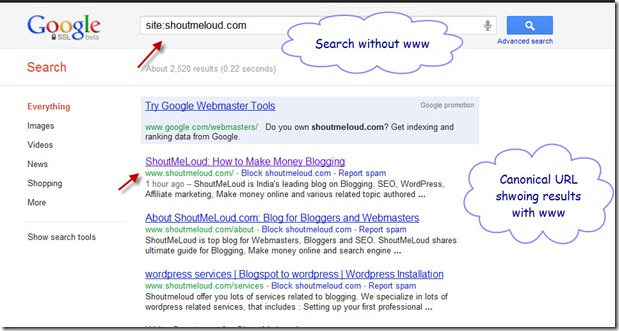 Google
SSL beta
site:shoutmeloud.com
Search without www
Advanced search
Search
About 2,520 results (0.22 seconds)
Everything
Images
Videos
News
Shopping
More
Show search tools
Try Google Webmaster Tools
Google promotion
www.google.com/webmasters/ Do you own shoutmeloud.com? Get indexing and
ranking data from Google.
ShoutMeLoud: How to Make Money Blogging
www.shoutmeloud.com/ - Block shoutmeloud.com - Report spam
1 hour ago – ShoutMeLoud is India's leading blog on Blogging, SEO, WordPress,
Affiliate marketing, Make money online and various related topic authored ...
About ShoutMeLoud.com: Blog for Bloggers and Webmasters
www.shoutmeloud.com/about - Block shoutmeloud.com - Report spam
ShoutMeLoud is top blog for Webmasters, Bloggers and SEO. ShoutMeLoud shares
ultimate guide for Blogging, Make money online and search engine ...
wordpress services | Blogspot to wordpress | Wordpress Installation
www.shoutmeloud.com/services - Block shoutmeloud.com - Report spam
Shoutmeloud offer you lots of services related to blogging. We specialize in lots of
wordpress related services, that includes : Setting up your first professional ...
Canonical URL
shwoing results
with www